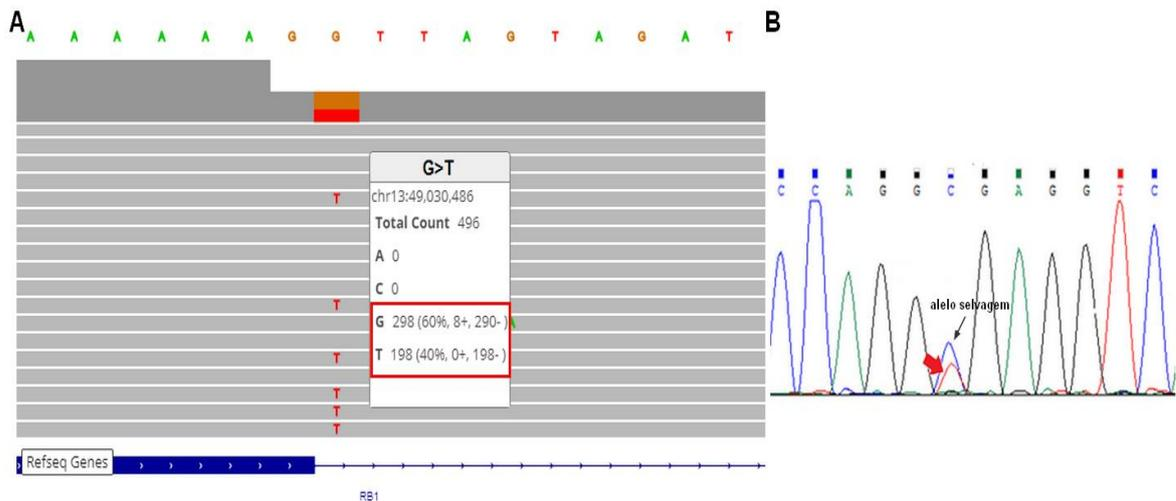 A
A A A A A A G G T T A G T A G A T
G>T
chr13:49,030,486
Total Count 496
A 0
C 0
G 298 (60%, 8+, 290- )
T 198 (40%, 0+, 198- )
T
T
A
T
T
T
T
Refseq Genes
RB1
B
C C A G G C G A G G T C
alelo selvagem